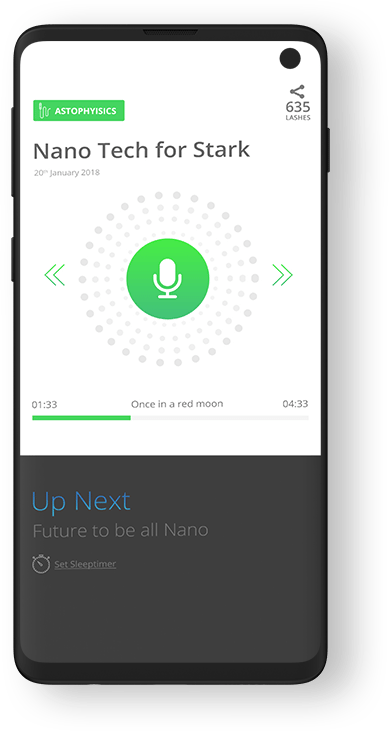 635
LASHES
ASTOPHYISICS
Nano Tech for Stark
20th January 2018
01:33 Once in a red moon 04:33
Up Next
Future to be all Nano
Set Sleeptimer